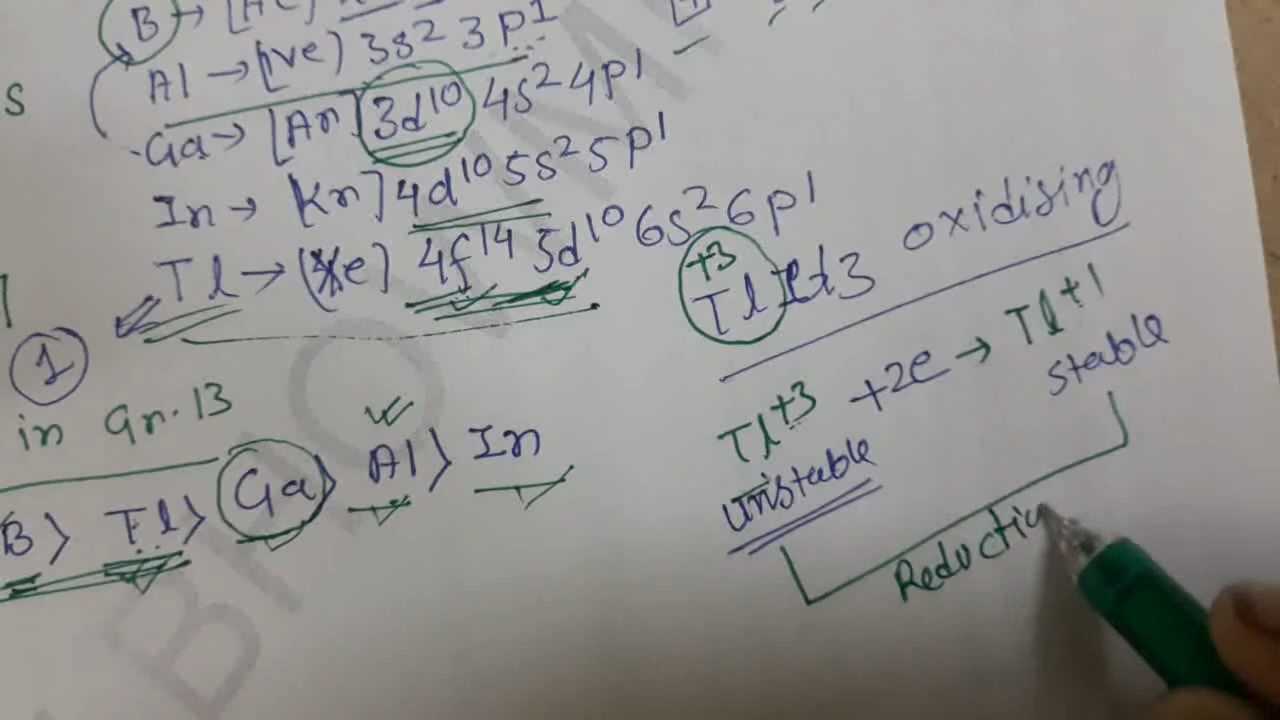 B → [He]
Al → [Ne] 3s² 3p¹
s
Ga → [Ar] 3d¹⁰ 4s² 4p¹
In → [Kr] 4d¹⁰ 5s² 5p¹
Tl → [Xe] 4f¹⁴ 5d¹⁰ 6s² 6p¹
1
in Gr. 13
B > Tl > Ga > Al > In
+3
oxidising
Tl⁺³ +2e → Tl⁺¹
unstable stable
Reductio
BIOM